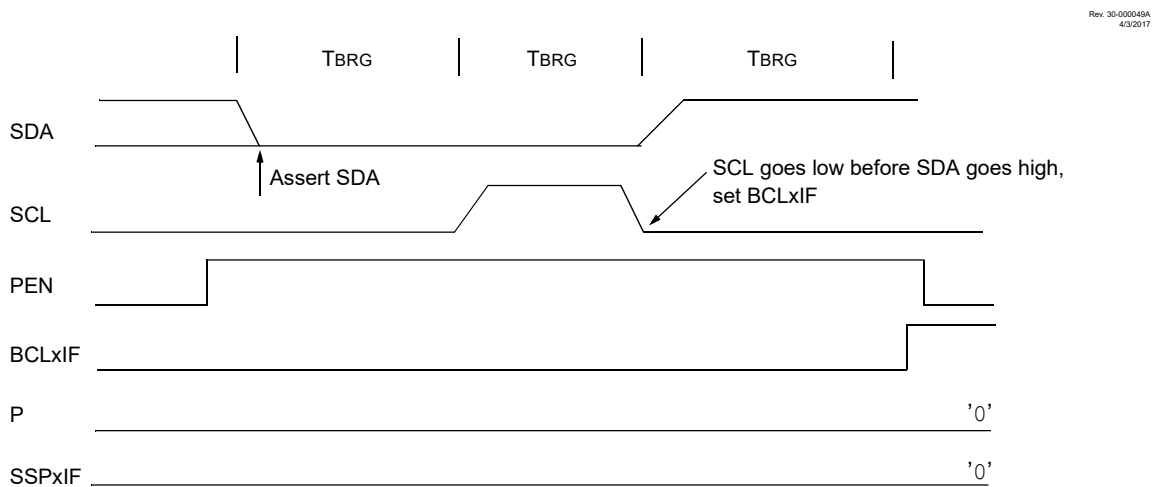 Rev. 30-000049A
4/3/2017
TBRG TBRG TBRG
SDA
Assert SDA
SCL goes low before SDA goes high,
set BCLxIF
SCL
PEN
BCLxIF
P '0'
SSPxIF '0'